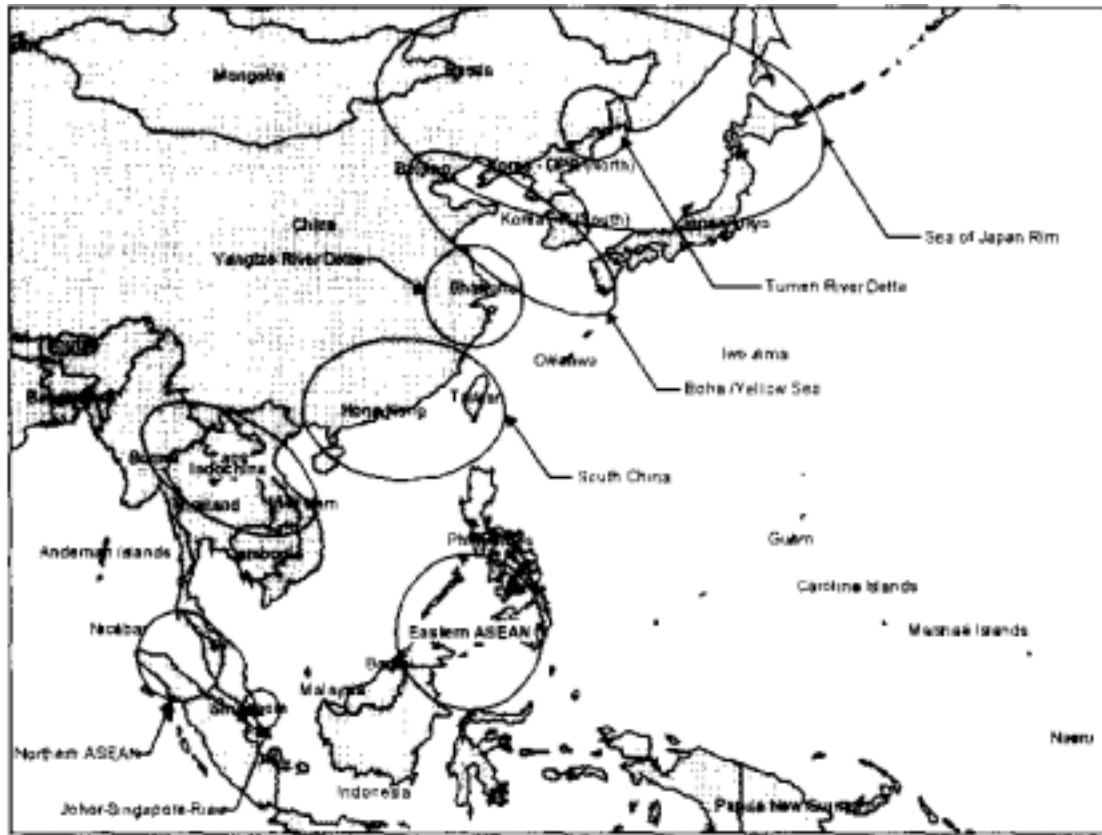 Mongolia
Russia
Beijing
Korea - DPR (North)
China
Korea (South)
Sea of Japan Rim
Yangtze River Delta
Shanghai
Tumen River Delta
Okinawa
Iwo Jima
Bohai/Yellow Sea
Hong Kong
Taiwan
Burma
Laos
Indochina
South China
Thailand
Vietnam
Andeman Islands
Cambodia
Philippines
Guam
Caroline Islands
Nicobar
Eastern ASEAN
Marshall Islands
Malaysia
Singapore
Northern ASEAN
Nauru
Johor-Singapore-Riau
Indonesia
Papua New Guinea